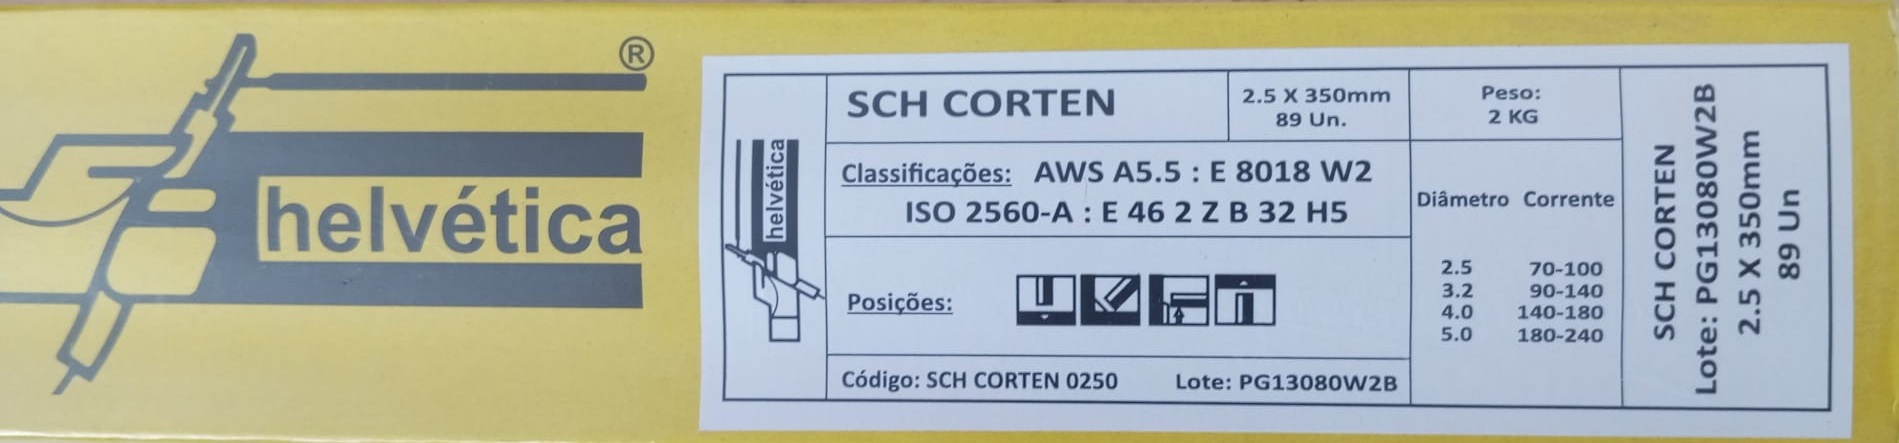 ®
helvética
helvética
SCH CORTEN
2.5 X 350mm
89 Un.
Peso:
2 KG
Classificações: AWS A5.5 : E 8018 W2
ISO 2560-A : E 46 2 Z B 32 H5
Posições:
Código: SCH CORTEN 0250 Lote: PG13080W2B
Diâmetro Corrente
2.5 70-100
3.2 90-140
4.0 140-180
5.0 180-240
SCH CORTEN
Lote: PG13080W2B
2.5 X 350mm
89 Un